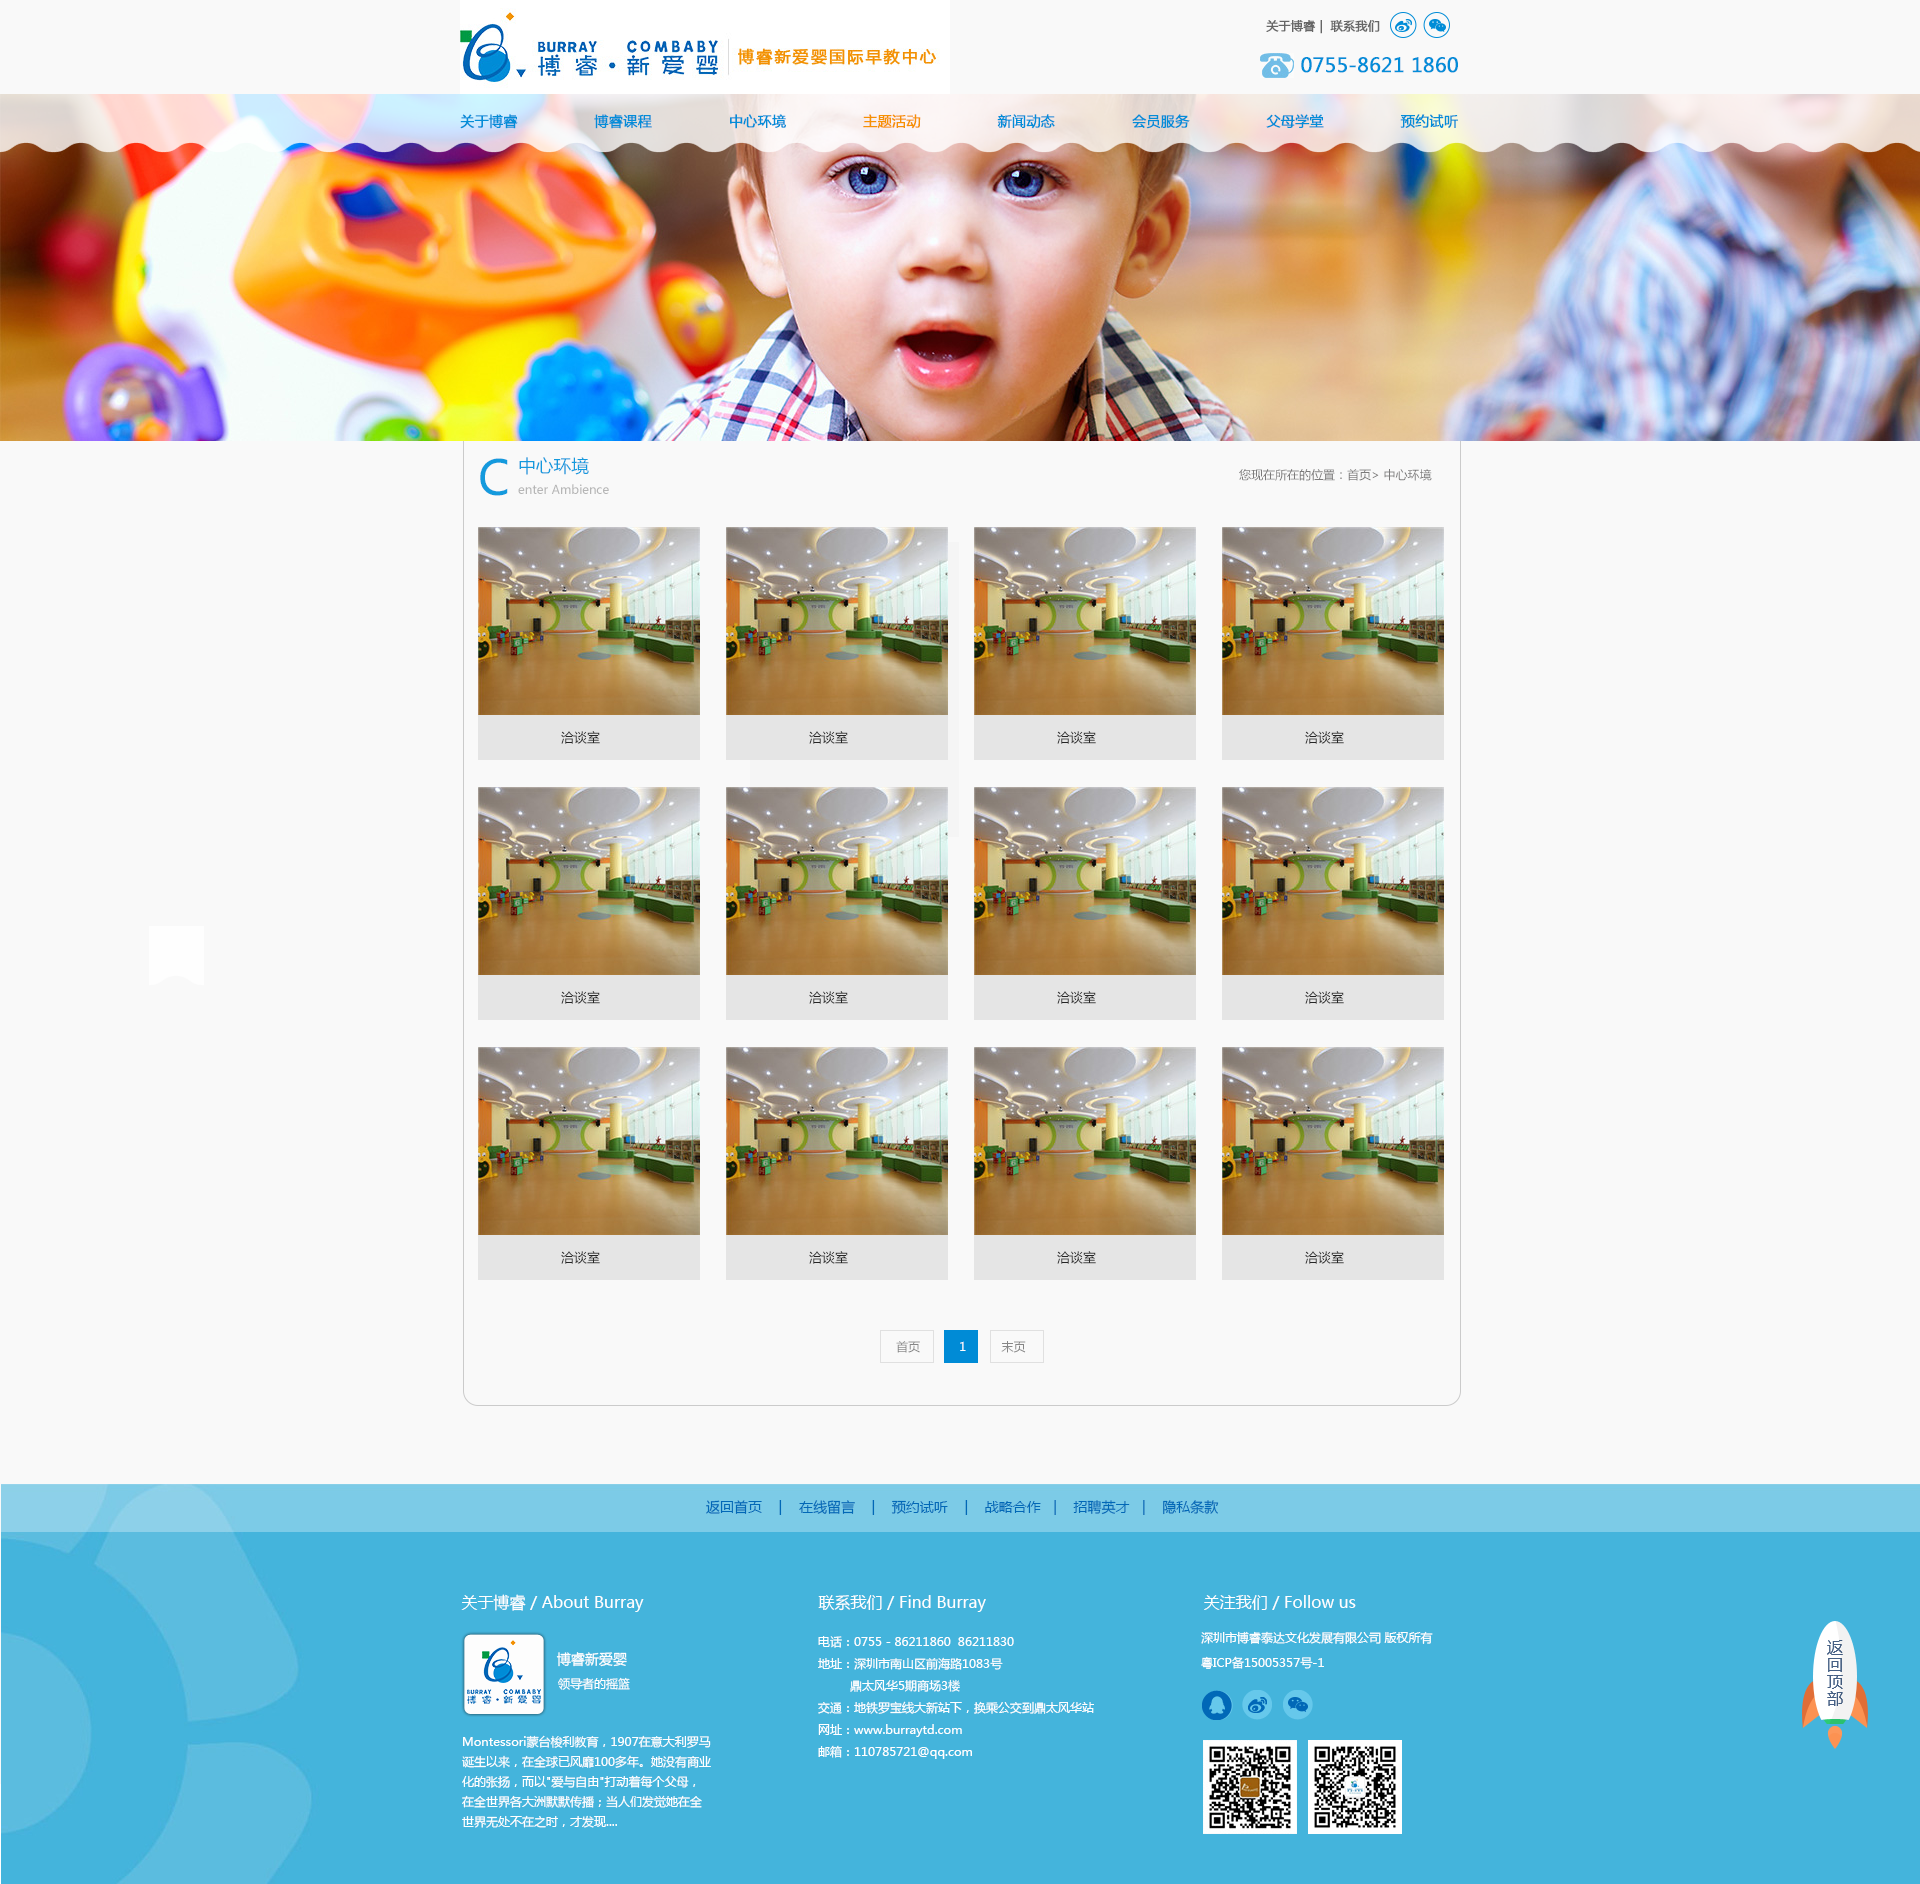 BURRAY · COMBABY
博睿·新爱婴
博睿新爱婴国际早教中心
关于博睿 | 联系我们
0755-8621 1860
关于博睿 博睿课程 中心环境 主题活动 新闻动态 会员服务 父母学堂 预约试听
C 中心环境
enter Ambience
您现在所在的位置：首页> 中心环境
洽谈室 洽谈室 洽谈室 洽谈室
洽谈室 洽谈室 洽谈室 洽谈室
洽谈室 洽谈室 洽谈室 洽谈室
首页 1 末页
返回首页 | 在线留言 | 预约试听 | 战略合作 | 招聘英才 | 隐私条款
关于博睿 / About Burray
BURRAY COMBABY
博睿·新爱婴
博睿新爱婴
领导者的摇篮
Montessori蒙台梭利教育，1907在意大利罗马
诞生以来，在全球已风靡100多年。她没有商业
化的张扬，而以"爱与自由"打动着每个父母，
在全世界各大洲默默传播；当人们发觉她在全
世界无处不在之时，才发现....
联系我们 / Find Burray
电话：0755 - 86211860 86211830
地址：深圳市南山区前海路1083号
鼎太风华5期商场3楼
交通：地铁罗宝线大新站下，换乘公交到鼎太风华站
网址：www.burraytd.com
邮箱：110785721@qq.com
关注我们 / Follow us
深圳市博睿泰达文化发展有限公司 版权所有
粤ICP备15005357号-1
返回顶部